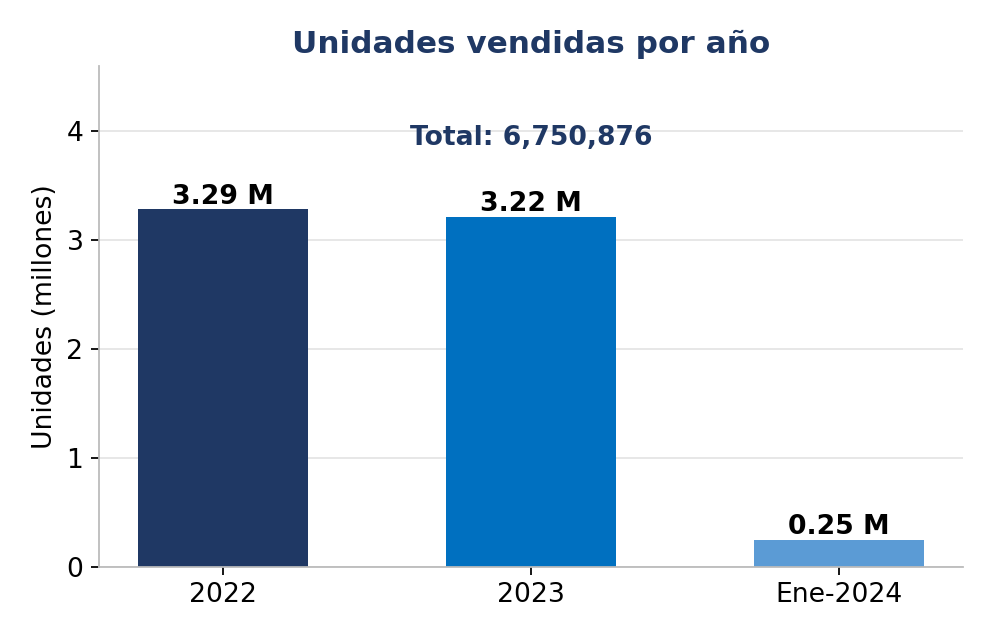 Unidades vendidas por año
Total: 6,750,876
Unidades (millones)
4
3
2
1
0
3.29 M
3.22 M
0.25 M
2022
2023
Ene-2024